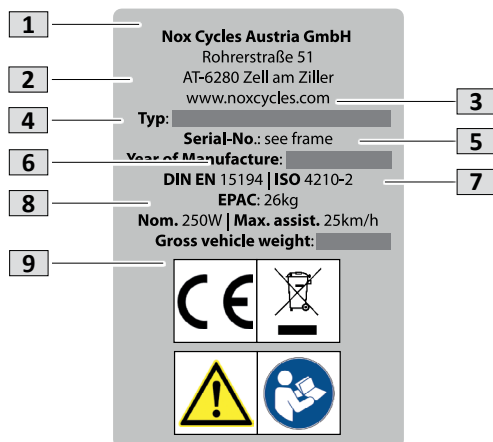 1
Nox Cycles Austria GmbH
Rohrerstraße 51
2
AT-6280 Zell am Ziller
www.noxcycles.com
3
4
Typ:
Serial-No.: see frame
5
6
Year of Manufacture:
DIN EN 15194 | ISO 4210-2
7
8
EPAC: 26kg
Nom. 250W | Max. assist. 25km/h
Gross vehicle weight:
9
CE